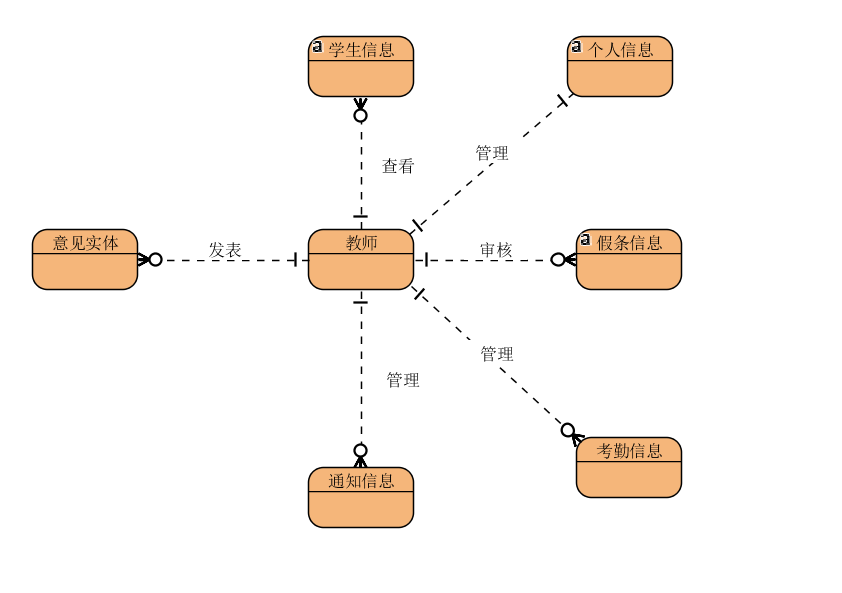 a 学生信息
a 个人信息
管理
查看
意见实体
发表
教师
审核
a 假条信息
管理
管理
考勤信息
通知信息